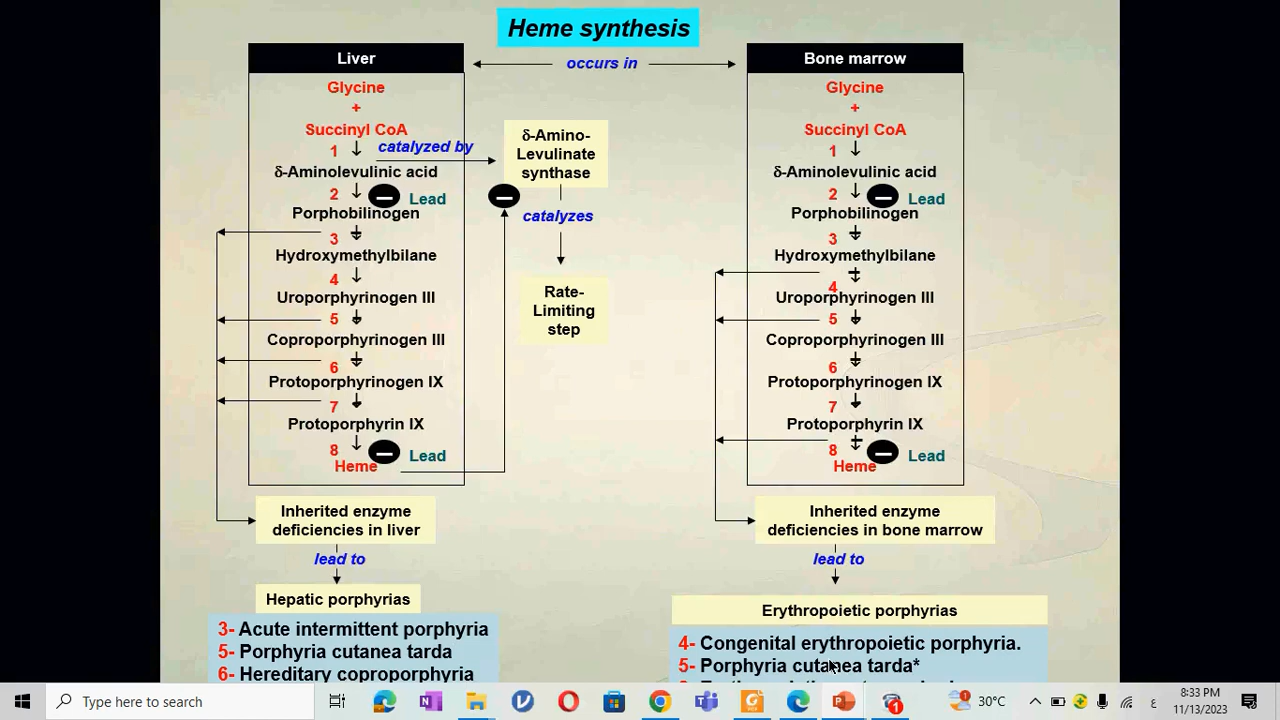 Heme synthesis
occurs in
Liver
Glycine
+
Succinyl CoA
1
catalyzed by
δ-Aminolevulinic acid
2
Lead
Porphobilinogen
3
Hydroxymethylbilane
4
Uroporphyrinogen III
5
Coproporphyrinogen III
6
Protoporphyrinogen IX
7
Protoporphyrin IX
8
Lead
Heme
δ-Amino-
Levulinate
synthase
catalyzes
Rate-
Limiting
step
Inherited enzyme
deficiencies in liver
lead to
Hepatic porphyrias
3- Acute intermittent porphyria
5- Porphyria cutanea tarda
6- Hereditary coproporphyria
Bone marrow
Glycine
+
Succinyl CoA
1
δ-Aminolevulinic acid
2
Lead
Porphobilinogen
3
Hydroxymethylbilane
4
Uroporphyrinogen III
5
Coproporphyrinogen III
6
Protoporphyrinogen IX
7
Protoporphyrin IX
8
Lead
Heme
Inherited enzyme
deficiencies in bone marrow
lead to
Erythropoietic porphyrias
4- Congenital erythropoietic porphyria.
5- Porphyria cutanea tarda*
Type here to search
1
30°C
ع
8:33 PM
11/13/2023